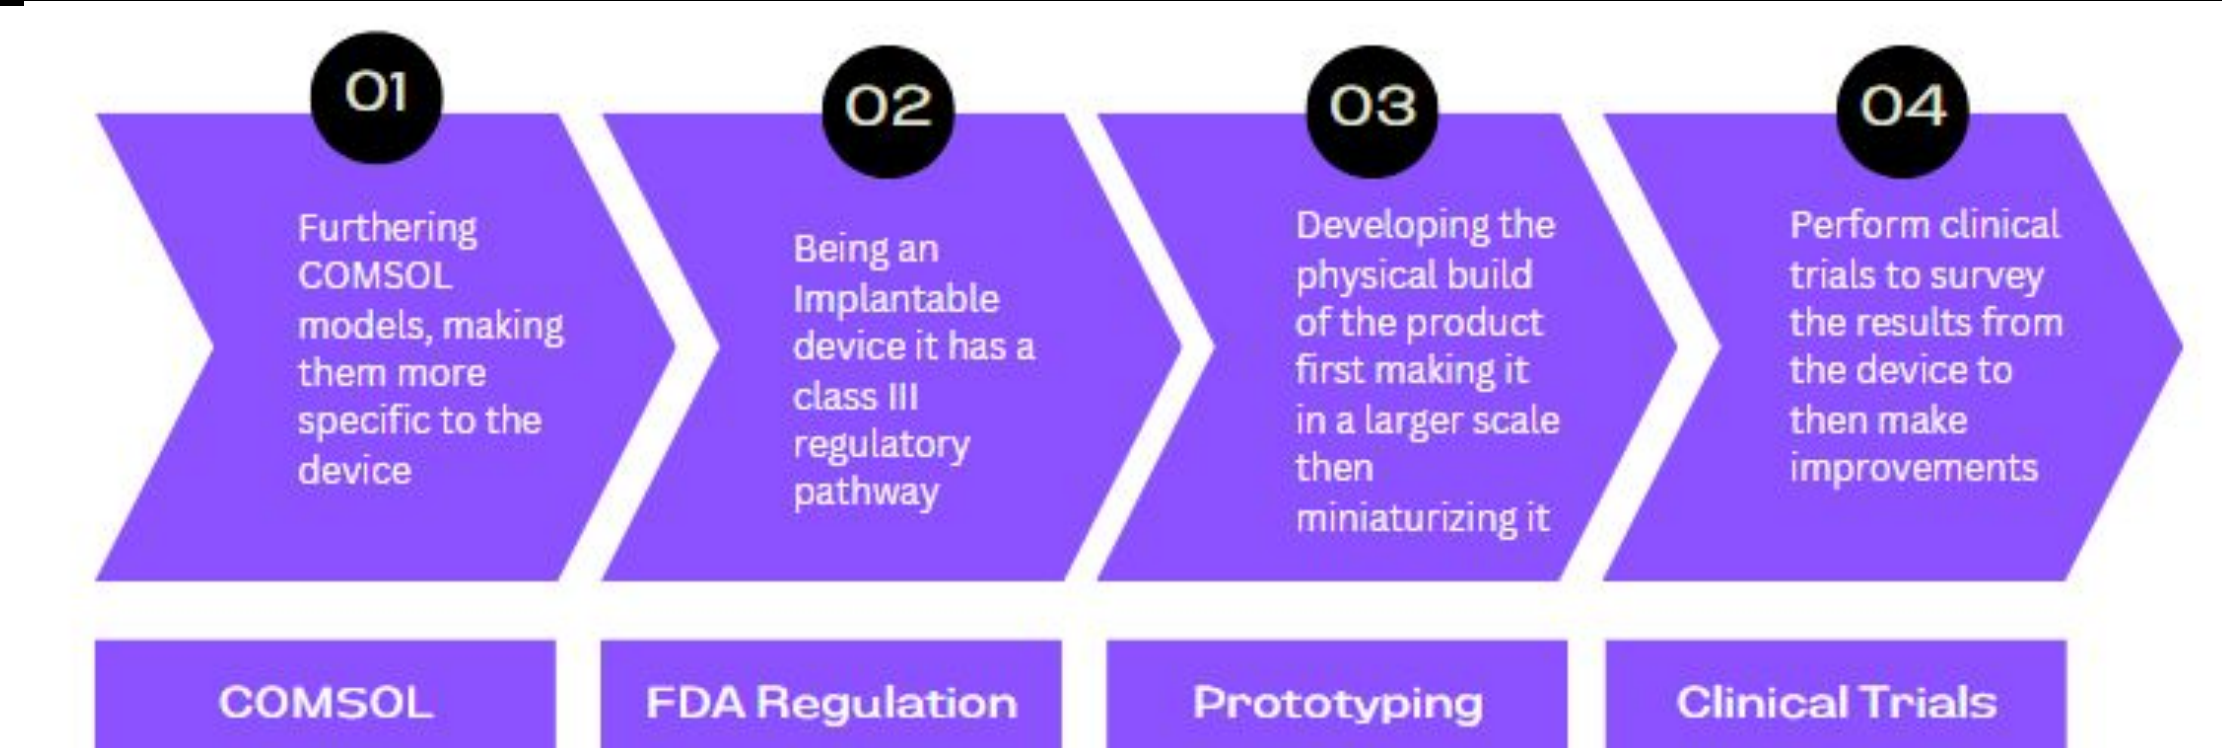 01
Furthering
COMSOL
models, making
them more
specific to the
device
02
Being an
Implantable
device it has a
class III
regulatory
pathway
03
Developing the
physical build
of the product
first making it
in a larger scale
then
miniaturizing it
04
Perform clinical
trials to survey
the results from
the device to
then make
improvements
COMSOL
FDA Regulation
Prototyping
Clinical Trials